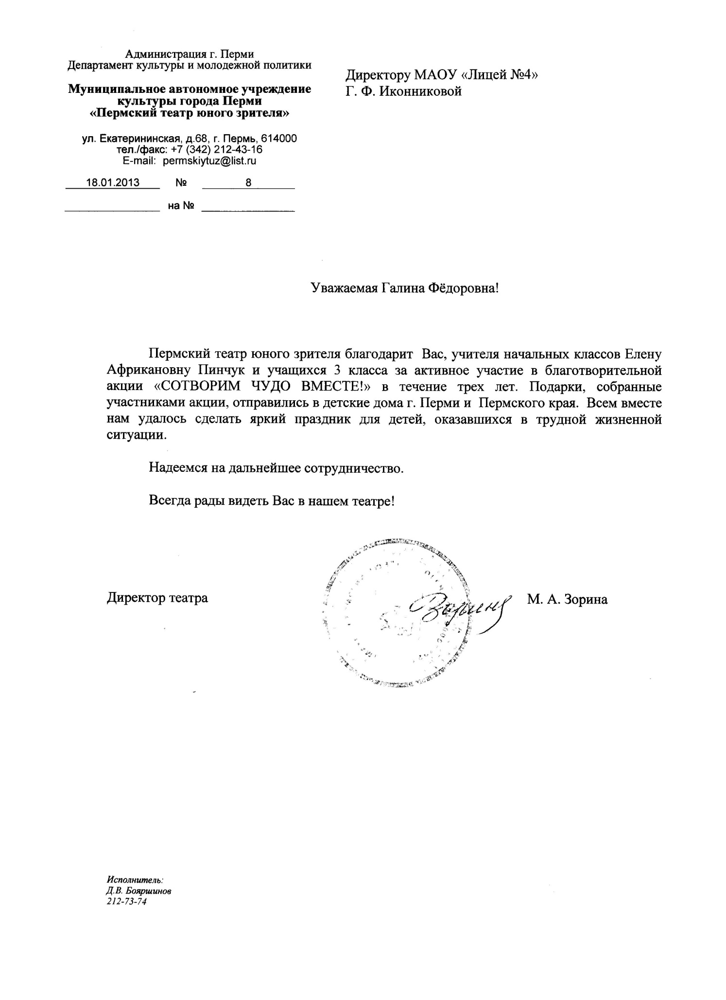 Администрация г. Перми
Департамент культуры и молодежной политики
Муниципальное автономное учреждение
культуры города Перми
«Пермский театр юного зрителя»
ул. Екатерининская, д.68, г. Пермь, 614000
тел./факс: +7 (342) 212-43-16
E-mail: permskiytuz@list.ru
18.01.2013 № 8
на №
Директору МАОУ «Лицей №4»
Г. Ф. Иконниковой
Уважаемая Галина Фёдоровна!
Пермский театр юного зрителя благодарит Вас, учителя начальных классов Елену
Африкановну Пинчук и учащихся 3 класса за активное участие в благотворительной
акции «СОТВОРИМ ЧУДО ВМЕСТЕ!» в течение трех лет. Подарки, собранные
участниками акции, отправились в детские дома г. Перми и Пермского края. Всем вместе
нам удалось сделать яркий праздник для детей, оказавшихся в трудной жизненной
ситуации.
Надеемся на дальнейшее сотрудничество.
Всегда рады видеть Вас в нашем театре!
Директор театра Зорина М. А. Зорина
Исполнитель:
Д.В. Бояршинов
212-73-74